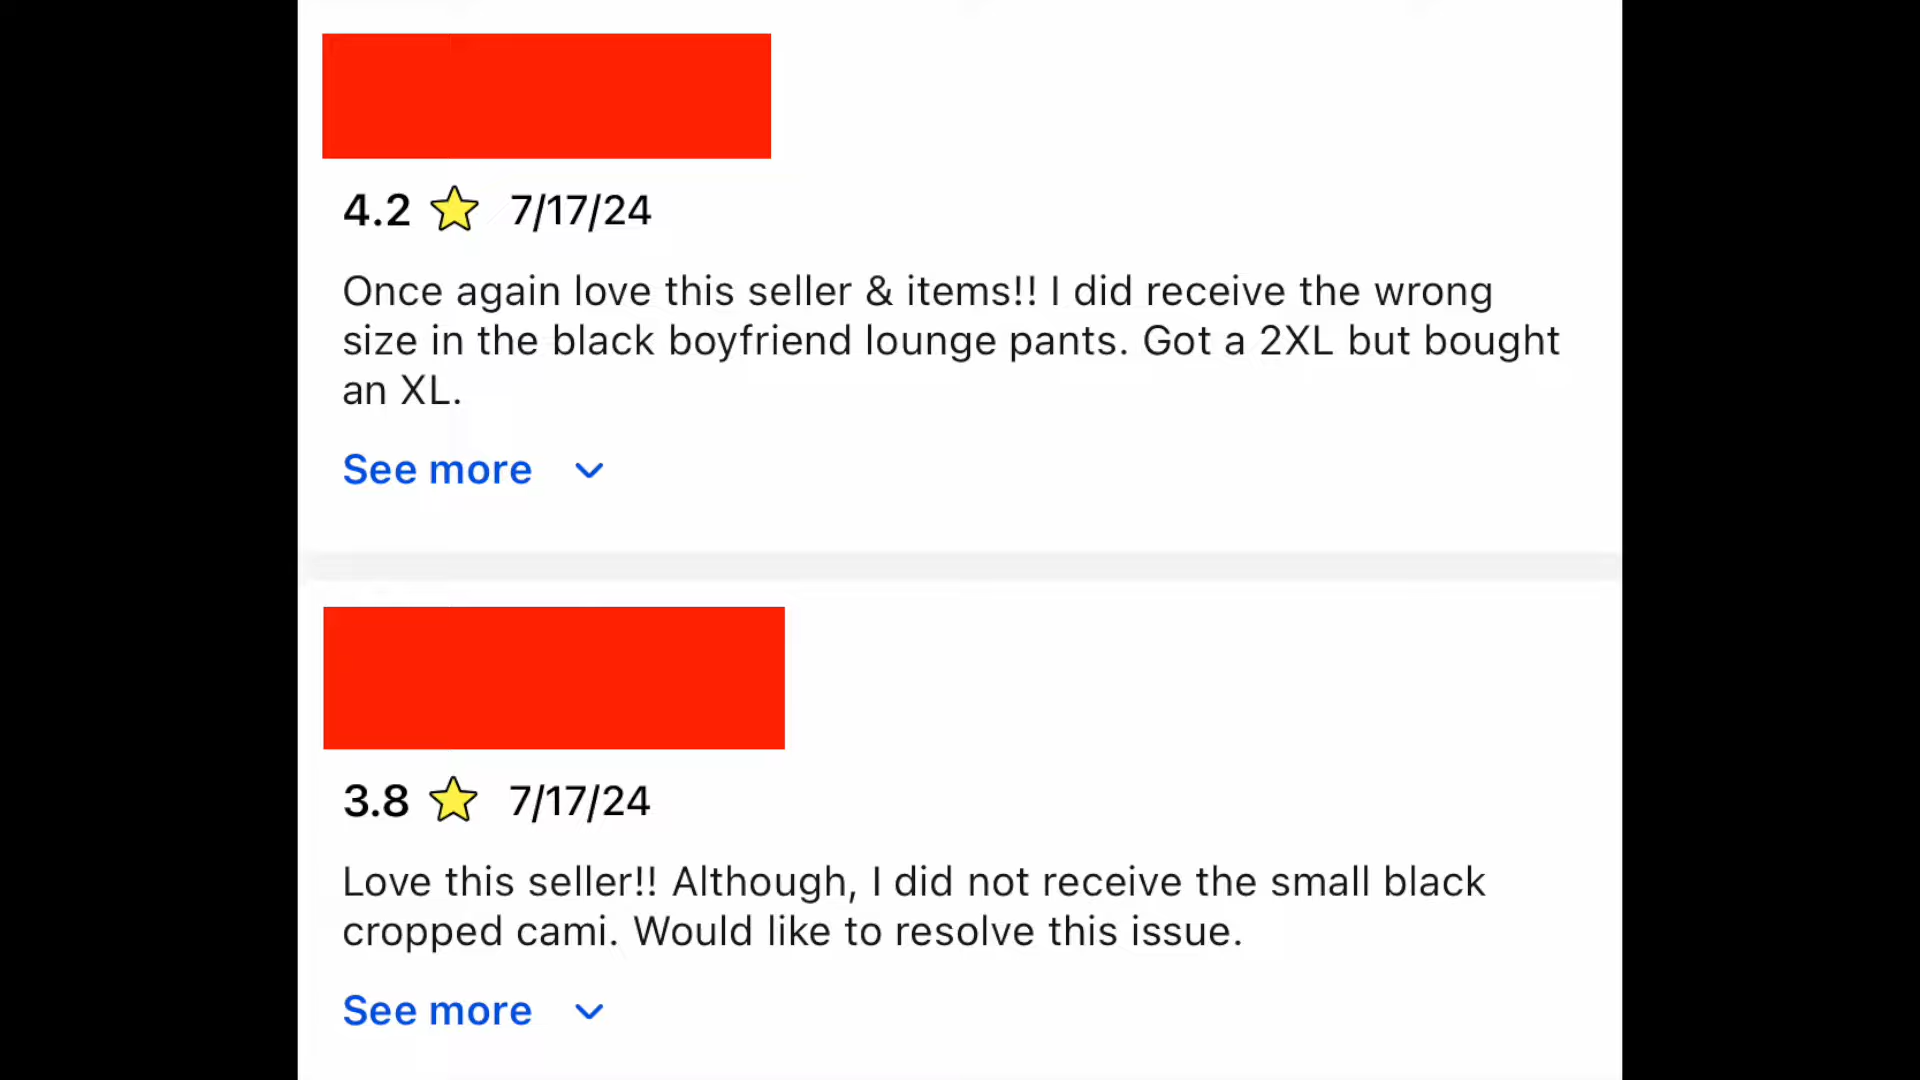 4.2 7/17/24
Once again love this seller & items!! I did receive the wrong
size in the black boyfriend lounge pants. Got a 2XL but bought
an XL.
See more
3.8 7/17/24
Love this seller!! Although, I did not receive the small black
cropped cami. Would like to resolve this issue.
See more